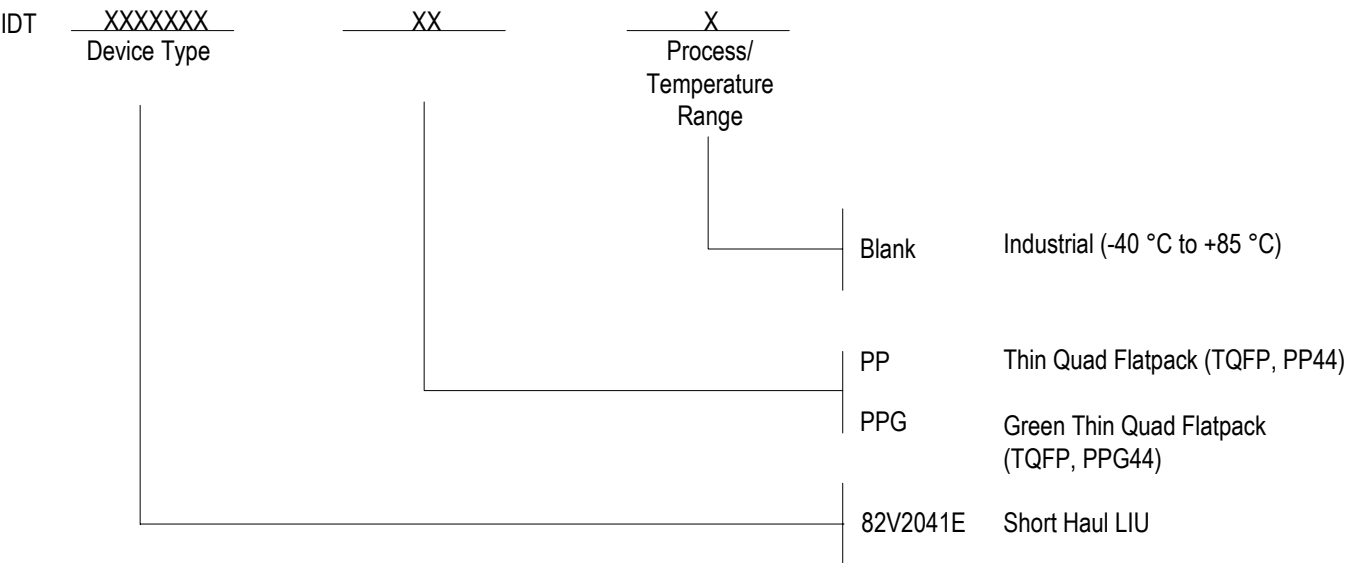 IDT XXXXXXX XX X
Device Type
Process/
Temperature
Range
Blank Industrial (-40 °C to +85 °C)
PP Thin Quad Flatpack (TQFP, PP44)
PPG Green Thin Quad Flatpack
(TQFP, PPG44)
82V2041E Short Haul LIU